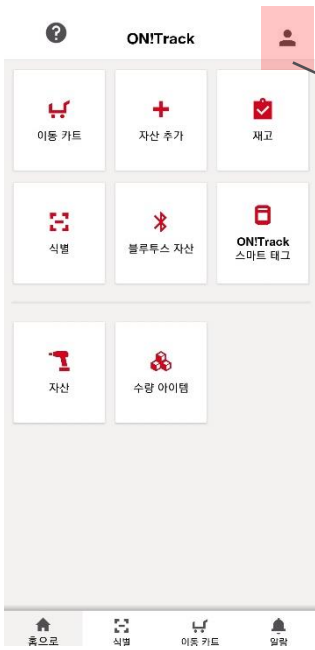 ?
ON!Track
이동 카트
자산 추가
재고
식별
블루투스 자산
ON!Track
스마트 태그
자산
수량 아이템
홈으로
식별
이동 카트
알람